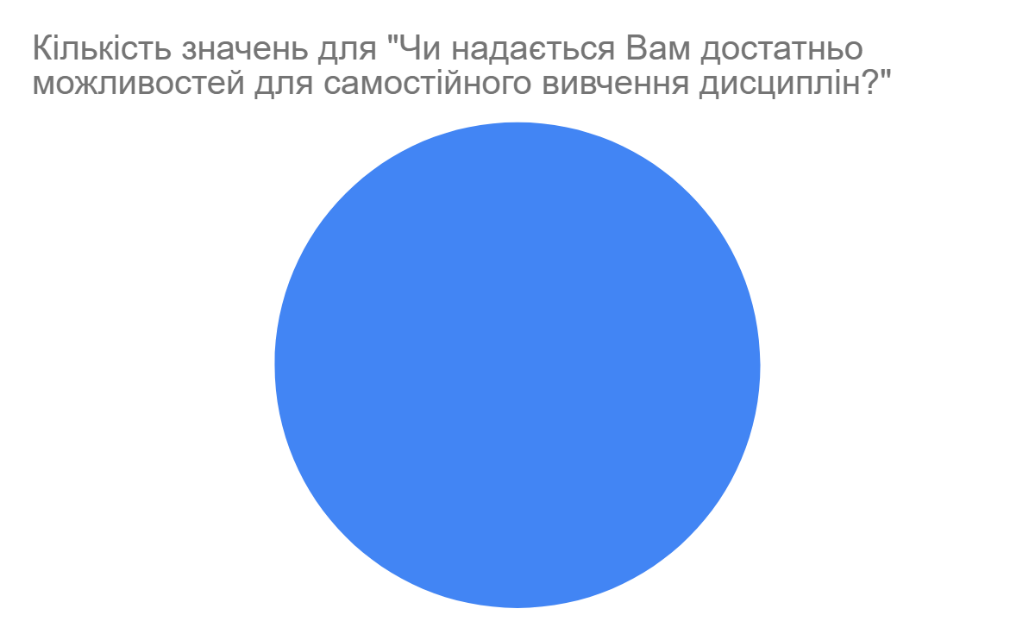 Кількість значень для "Чи надається Вам достатньо
можливостей для самостійного вивчення дисциплін?"